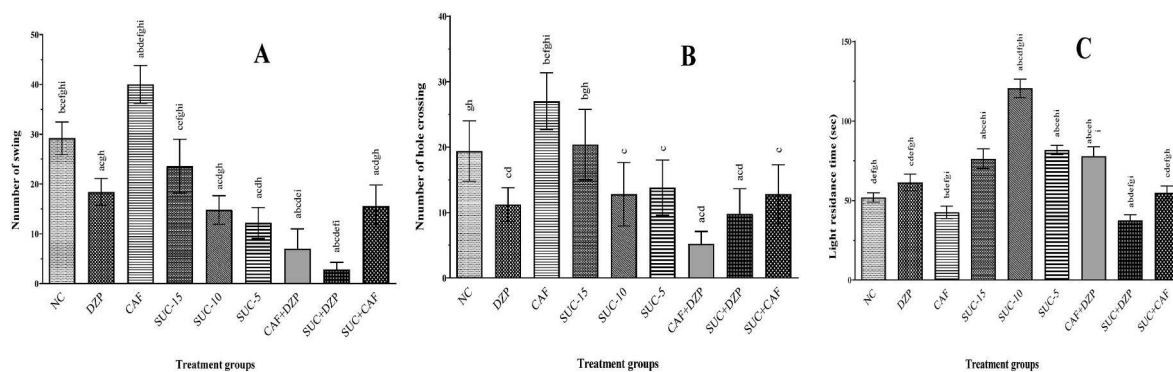 A
Nnumber of swing
50
40
30
20
10
0
bcefghi
acgh
abdefghi
cefghi
acdgh
acdh
abcdei
abcdefi
acdgh
NC
DZP
CAF
SUC-15
SUC-10
SUC-5
CAF+DZP
SUC+DZP
SUC+CAF
Treatment groups
B
Nnumber of hole crossing
40
30
20
10
0
gh
cd
befghi
bgh
c
c
acd
acd
c
NC
DZP
CAF
SUC-15
SUC-10
SUC-5
CAF+DZP
SUC+DZP
SUC+CAF
Treatment groups
C
Light residance time (sec)
150
100
50
0
defgh
cdefgh
bdefgi
abcehi
abcdfghi
abcehi
abceh
i
abdefgi
cdefgh
NC
DZP
CAF
SUC-15
SUC-10
SUC-5
CAF+DZP
SUC+DZP
SUC+CAF
Treatment groups